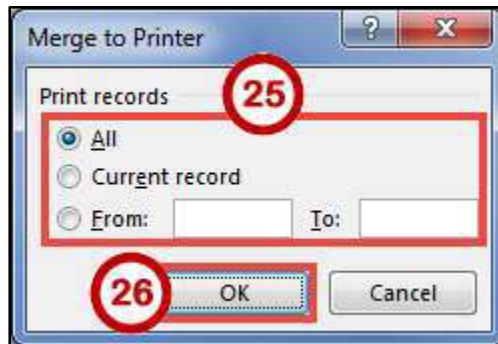 Merge to Printer
Print records
25
All
Current record
From: To:
26 OK Cancel